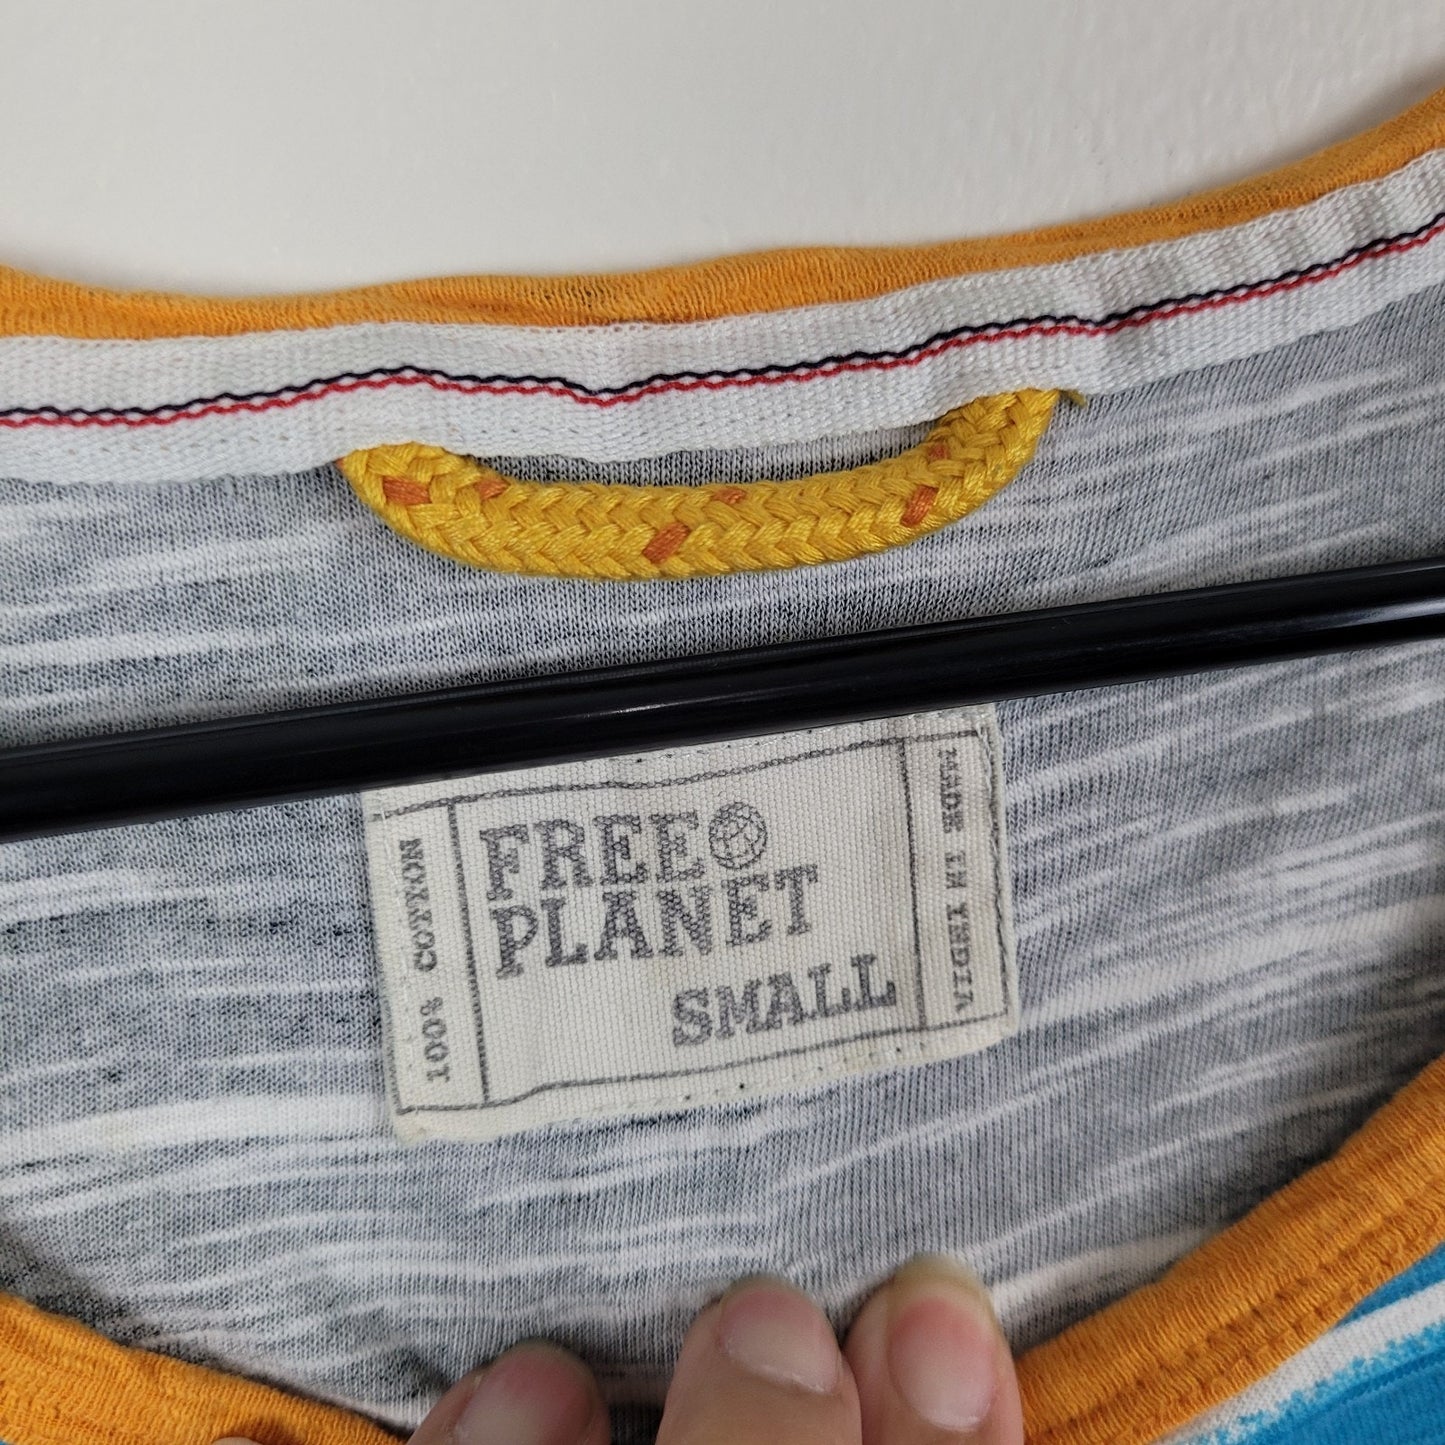 100% COTTON
FREE
PLANET
SMALL
MADE IN INDIA